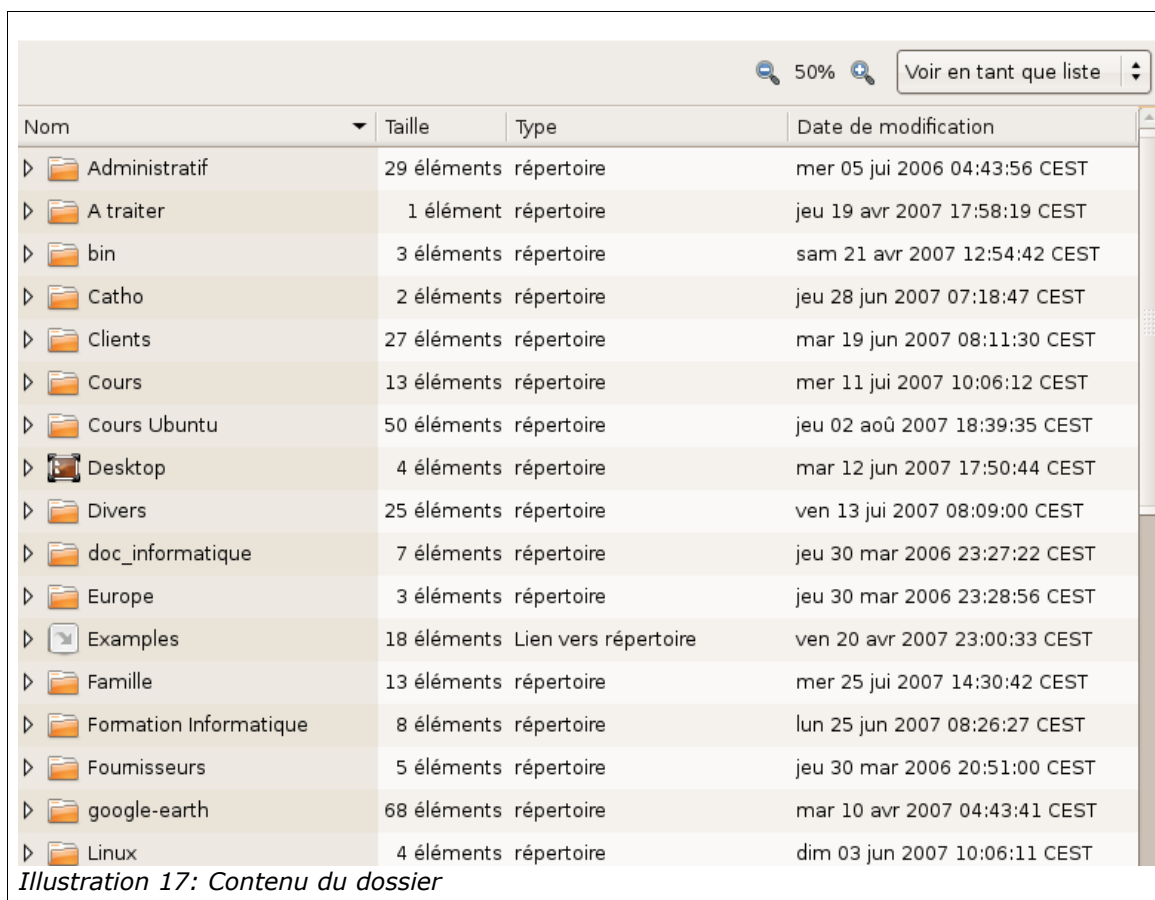 50% Voir en tant que liste
Nom Taille Type Date de modification
Administratif 29 éléments répertoire mer 05 jui 2006 04:43:56 CEST
A traiter 1 élément répertoire jeu 19 avr 2007 17:58:19 CEST
bin 3 éléments répertoire sam 21 avr 2007 12:54:42 CEST
Catho 2 éléments répertoire jeu 28 jun 2007 07:18:47 CEST
Clients 27 éléments répertoire mar 19 jun 2007 08:11:30 CEST
Cours 13 éléments répertoire mer 11 jui 2007 10:06:12 CEST
Cours Ubuntu 50 éléments répertoire jeu 02 aoû 2007 18:39:35 CEST
Desktop 4 éléments répertoire mar 12 jun 2007 17:50:44 CEST
Divers 25 éléments répertoire ven 13 jui 2007 08:09:00 CEST
doc_informatique 7 éléments répertoire jeu 30 mar 2006 23:27:22 CEST
Europe 3 éléments répertoire jeu 30 mar 2006 23:28:56 CEST
Examples 18 éléments Lien vers répertoire ven 20 avr 2007 23:00:33 CEST
Famille 13 éléments répertoire mer 25 jui 2007 14:30:42 CEST
Formation Informatique 8 éléments répertoire lun 25 jun 2007 08:26:27 CEST
Fournisseurs 5 éléments répertoire jeu 30 mar 2006 20:51:00 CEST
google-earth 68 éléments répertoire mar 10 avr 2007 04:43:41 CEST
Linux 4 éléments répertoire dim 03 jun 2007 10:06:11 CEST
Illustration 17: Contenu du dossier